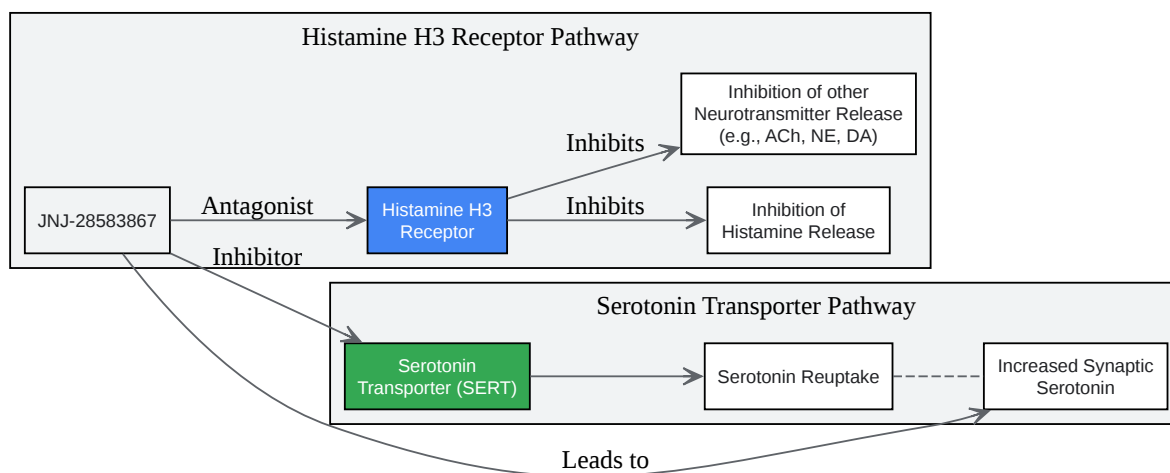 Histamine H3 Receptor Pathway
Inhibition of other
Neurotransmitter Release
(e.g., ACh, NE, DA)
Inhibits
JNJ-28583867
Antagonist
Histamine H3
Receptor
Inhibits
Inhibition of
Histamine Release
Inhibitor
Serotonin Transporter Pathway
Serotonin
Transporter (SERT)
Serotonin Reuptake
Increased Synaptic
Serotonin
Leads to